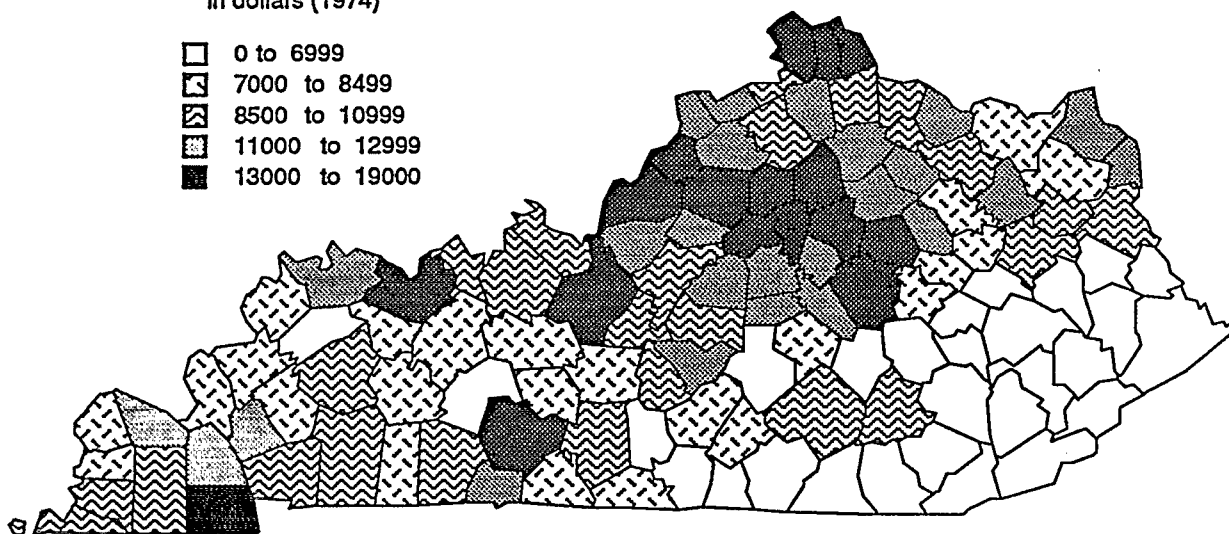 in dollars (1974)
0 to 6999
7000 to 8499
8500 to 10999
11000 to 12999
13000 to 19000